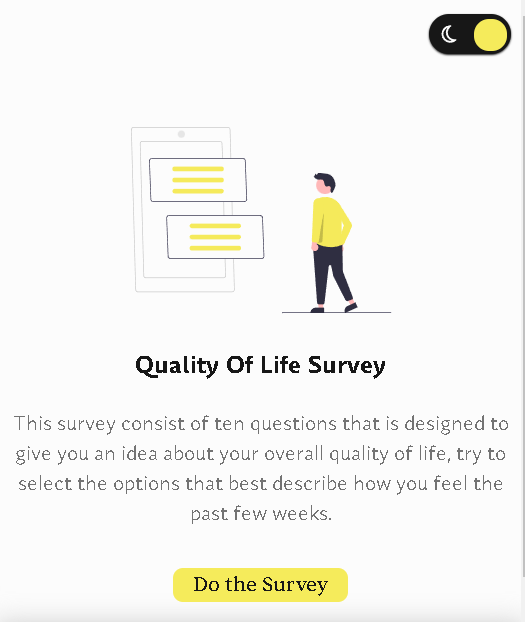 Quality Of Life Survey
This survey consist of ten questions that is designed to
give you an idea about your overall quality of life, try to
select the options that best describe how you feel the
past few weeks.
Do the Survey